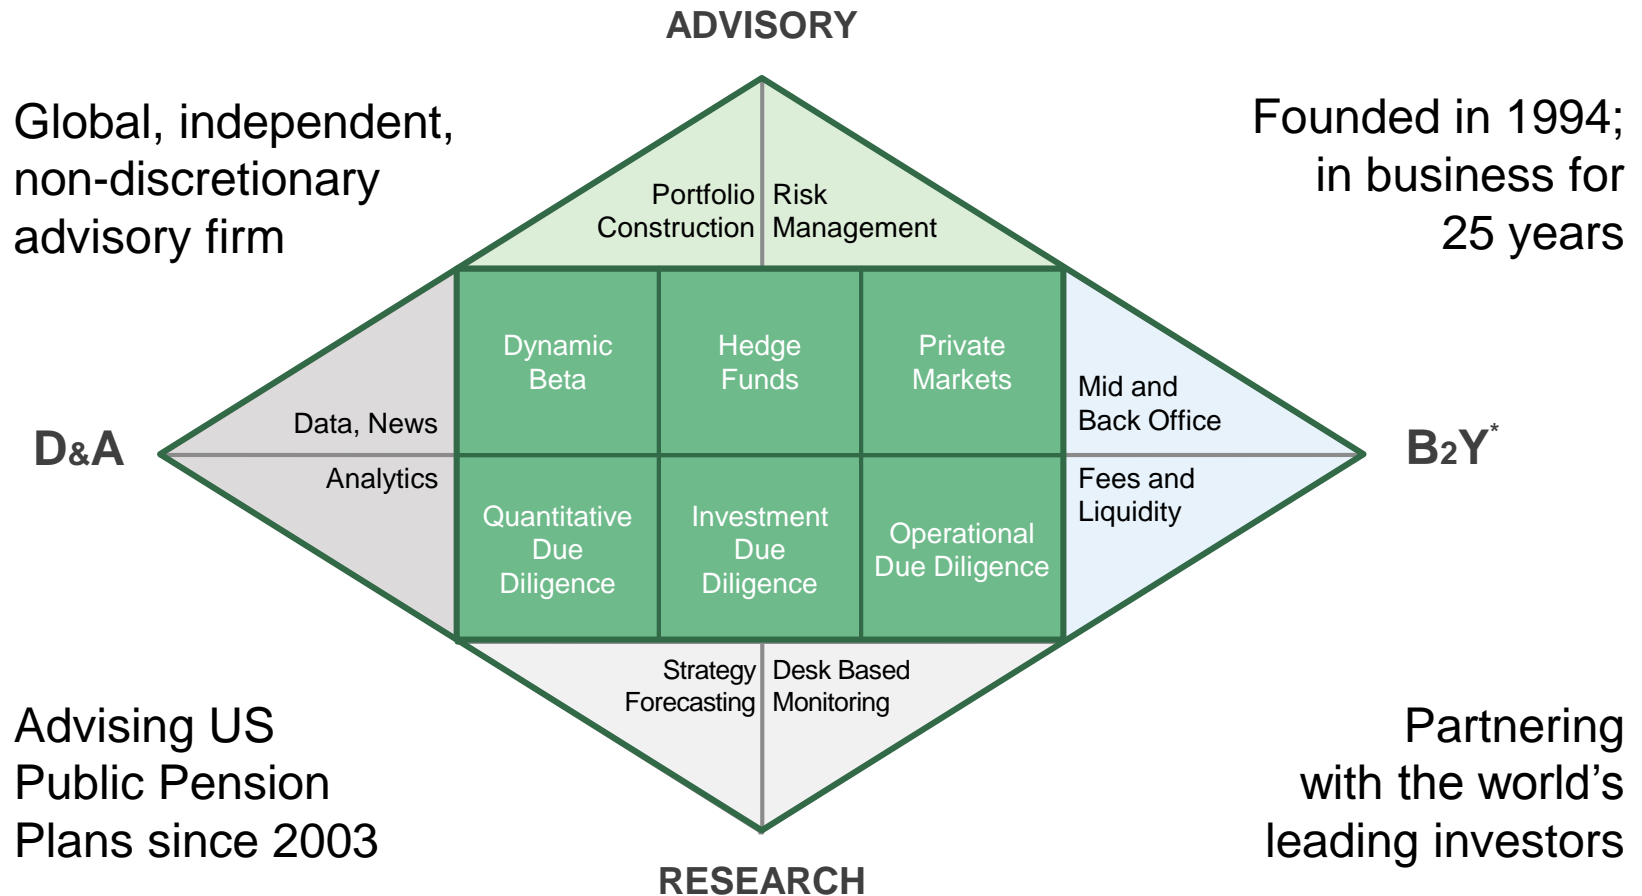 ADVISORY
Global, independent,
non-discretionary
advisory firm
Founded in 1994;
in business for
25 years
Portfolio
Construction
Risk
Management
Dynamic
Beta
Hedge
Funds
Private
Markets
Data, News
Analytics
Mid and
Back Office
Fees and
Liquidity
D&A
B2Y*
Quantitative
Due
Diligence
Investment
Due
Diligence
Operational
Due Diligence
Strategy
Forecasting
Desk Based
Monitoring
Advising US
Public Pension
Plans since 2003
Partnering
with the world's
leading investors
RESEARCH